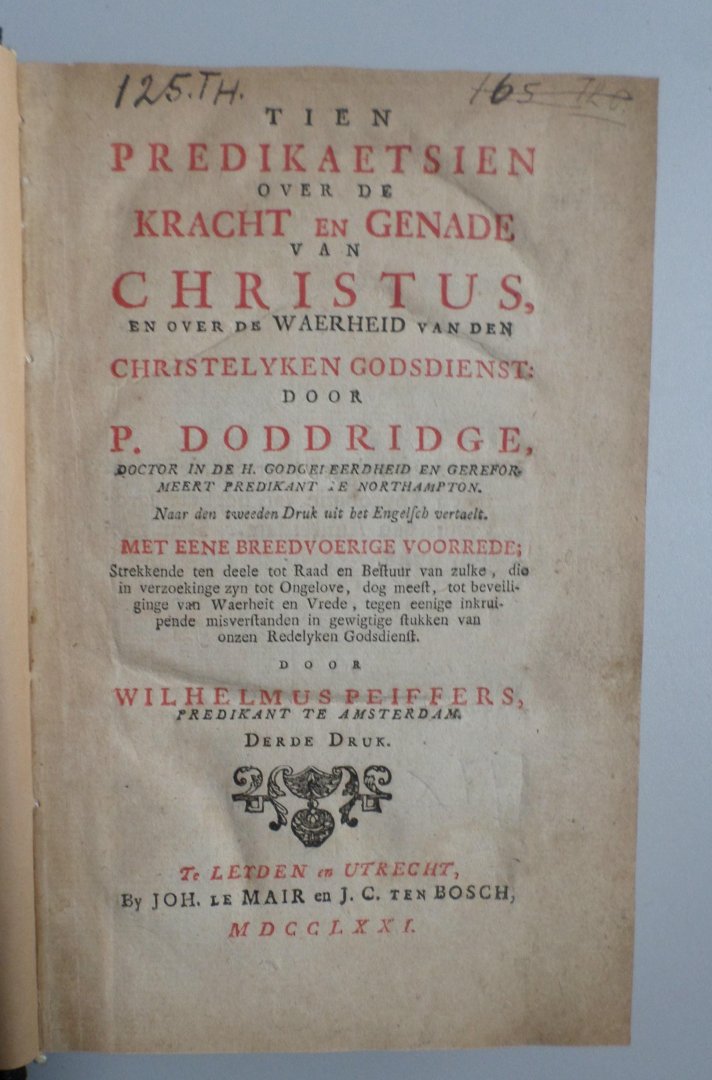 125.TH.
165
TIEN
PREDIKAETSIEN
OVER DE
KRACHT EN GENADE
VAN
CHRISTUS,
EN OVER DE WAERHEID VAN DEN
CHRISTELYKEN GODSDIENST:
DOOR
P. DODDRIDGE,
DOCTOR IN DE H. GODGELEERDHEID EN GEREFOR-
MEERT PREDIKANT TE NORTHAMPTON.
Naar den tweeden Druk uit het Engelſch vertaelt.
MET EENE BREEDVOERIGE VOORREDE;
Strekkende ten deele tot Raad en Beſtuur van zulke, die
in verzoekinge zyn tot Ongelove, dog meeſt, tot beveili-
ginge van Waerheit en Vrede, tegen eenige inkrui-
pende misverſtanden in gewigtige ſtukken van
onzen Redelyken Godsdienſt.
DOOR
WILHELMUS PEIFFERS,
PREDIKANT TE AMSTERDAM.
DERDE DRUK.
Te LEYDEN en UTRECHT,
By JOH. LE MAIR en J. C. TEN BOSCH,
MDCCLXXI.